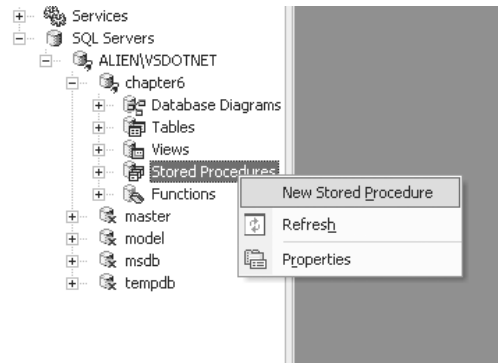 Services
SQL Servers
ALIEN\VSDOTNET
chapter6
Database Diagrams
Tables
Views
Stored Procedures
Functions
master
model
msdb
tempdb
New Stored Procedure
Refresh
Properties